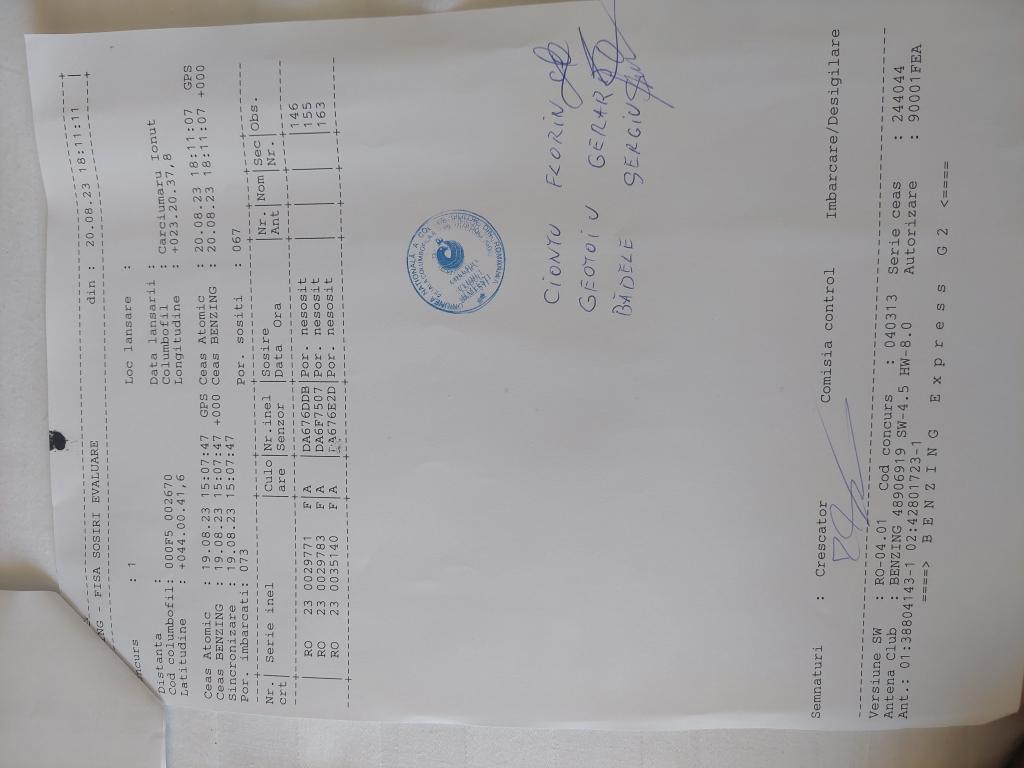 din : 20.08.23 18:11:11 |
- FISA SOSIRI EVALUARE
: 1 Loc lansare :
Distanta : Data lansarii :
Cod columbofil: 000F5 002670 Columbofil : Carciumaru Ionut
Latitudine : +044.00.41,6 Longitudine : +023.20.37,8
Ceas Atomic : 19.08.23 15:07:47 GPS Ceas Atomic : 20.08.23 18:11:07 GPS
Ceas BENZING : 19.08.23 15:07:47 +000 Ceas BENZING : 20.08.23 18:11:07 +000
Sincronizare : 19.08.23 15:07:47
Por. imbarcati: 073 Por. sositi : 067
Nr.| Serie inel |Culo|Nr.inel |Sosire |Nr. |Nom|Sec|Obs.
crt| |are |Senzor |Data Ora |Ant | |Nr.|
| RO 23 0029771 F|A |DA676DDB|Por. nesosit | | | |146
| RO 23 0029783 F|A |DA6F7507|Por. nesosit | | | |155
| RO 23 0035140 F|A |DA676E2D|Por. nesosit | | | |163
CIONTU FLORIN
GEOTOIU GERAR
BĂDELE SERGIU
Semnaturi : Crescator Comisia control Imbarcare/Desigilare
Versiune SW : RO-04.01 Cod concurs : 040313 Serie ceas : 244044
Antena Club : BENZING 48906919 SW-4.5 HW-8.0 Autorizare : 90001FEA
Ant.: 01:38804143-1 02:42801723-1
====> B E N Z I N G E x p r e s s G 2 <====